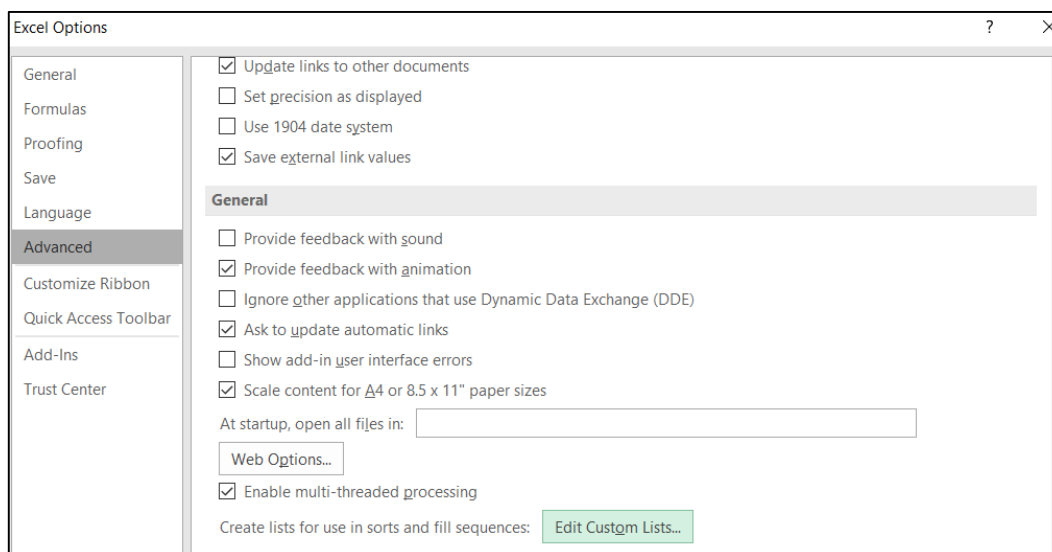 Excel Options
?
General
Formulas
Proofing
Save
Language
Advanced
Customize Ribbon
Quick Access Toolbar
Add-Ins
Trust Center
Update links to other documents
Set precision as displayed
Use 1904 date system
Save external link values
General
Provide feedback with sound
Provide feedback with animation
Ignore other applications that use Dynamic Data Exchange (DDE)
Ask to update automatic links
Show add-in user interface errors
Scale content for A4 or 8.5 x 11" paper sizes
At startup, open all files in:
Web Options...
Enable multi-threaded processing
Create lists for use in sorts and fill sequences: Edit Custom Lists...